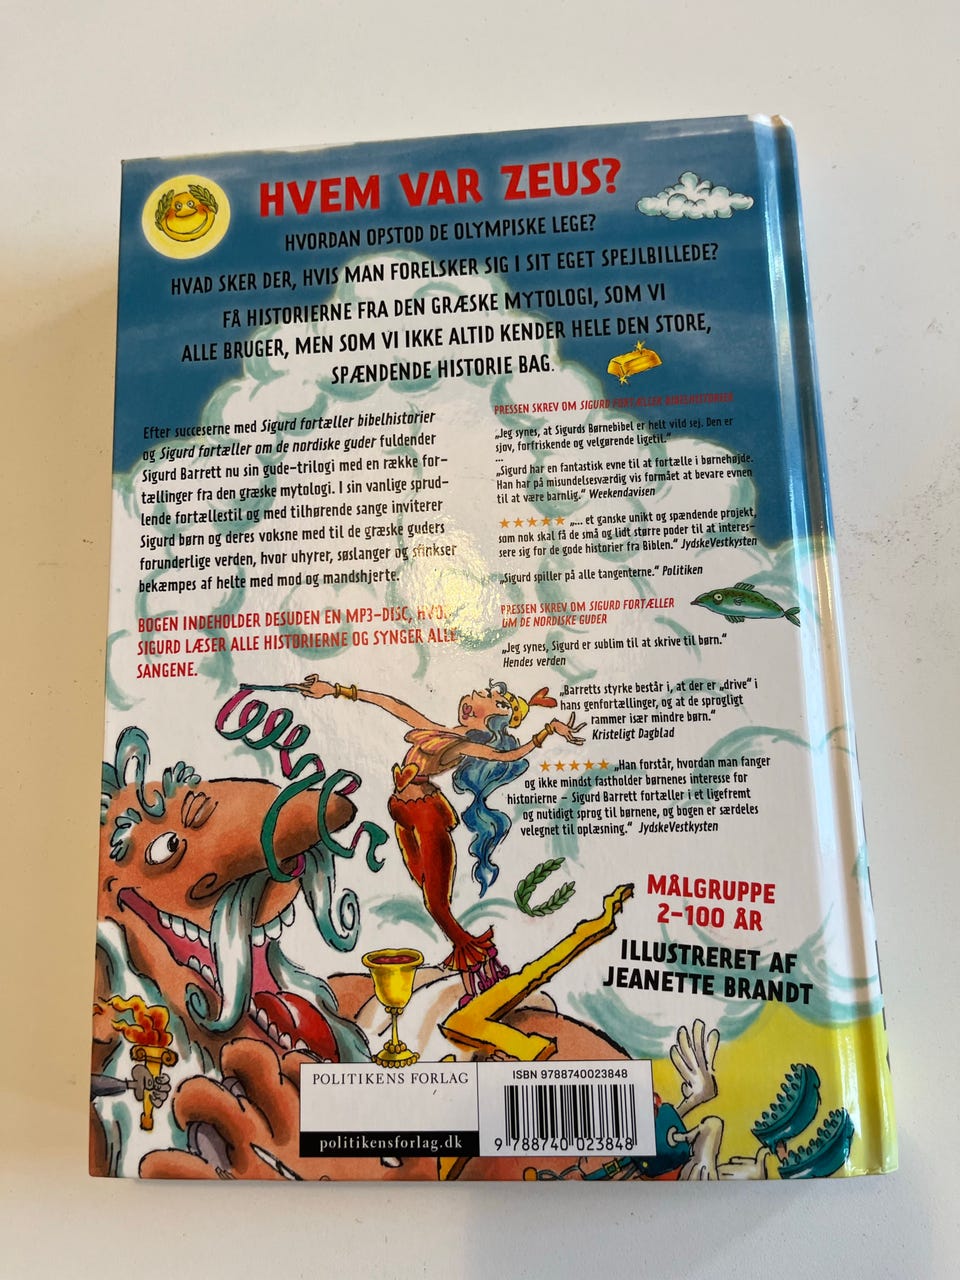 HVEM VAR ZEUS?
HVORDAN OPSTOD DE OLYMPISKE LEGE?
HVAD SKER DER, HVIS MAN FORELSKER SIG I SIT EGET SPEJLBILLEDE?
FÅ HISTORIERNE FRA DEN GRÆSKE MYTOLOGI, SOM VI
ALLE BRUGER, MEN SOM VI IKKE ALTID KENDER HELE DEN STORE,
SPÆNDENDE HISTORIE BAG.
Efter succeserne med Sigurd fortæller bibelhistorier
og Sigurd fortæller om de nordiske guder fuldender
Sigurd Barrett nu sin gude-trilogi med en række for-
tællinger fra den græske mytologi. I sin vanlige sprud-
lende fortællestil og med tilhørende sange inviterer
Sigurd børn og deres voksne med til de græske guders
forunderlige verden, hvor uhyrer, søslanger og sfinkser
bekæmpes af helte med mod og mandshjerte.
BOGEN INDEHOLDER DESUDEN EN MP3-DISC, HVOR
SIGURD LÆSER ALLE HISTORIERNE OG SYNGER ALLE
SANGENE.
PRESSEN SKREV OM SIGURD FORTÆLLER BIBELHISTORIER
„Jeg synes, at Sigurds Børnebibel er helt vild sej. Den er
sjov, forfriskende og velgørende ligetil.“
...
„Sigurd har en fantastisk evne til at fortælle i børnehøjde.
Han har på misundelsesværdig vis formået at bevare evnen
til at være barnlig.“ Weekendavisen
★★★★★ „... et ganske unikt og spændende projekt,
som nok skal få de små og lidt større poder til at interes-
sere sig for de gode historier fra Biblen.“ JydskeVestkysten
„Sigurd spiller på alle tangenterne.“ Politiken
PRESSEN SKREV OM SIGURD FORTÆLLER
OM DE NORDISKE GUDER
„Jeg synes, Sigurd er sublim til at skrive til børn.“
Hendes verden
„Barretts styrke består i, at der er „drive“ i
hans genfortællinger, og at de sprogligt
rammer især mindre børn.“
Kristeligt Dagblad
★★★★★ „Han forstår, hvordan man fanger
og ikke mindst fastholder børnenes interesse for
historierne – Sigurd Barrett fortæller i et ligefremt
og nutidigt sprog til børnene, og bogen er særdeles
velegnet til oplæsning.“ JydskeVestkysten
MÅLGRUPPE
2-100 ÅR
ILLUSTRERET AF
JEANETTE BRANDT
POLITIKENS FORLAG
politikensforlag.dk
ISBN 9788740023848
9 788740 023848